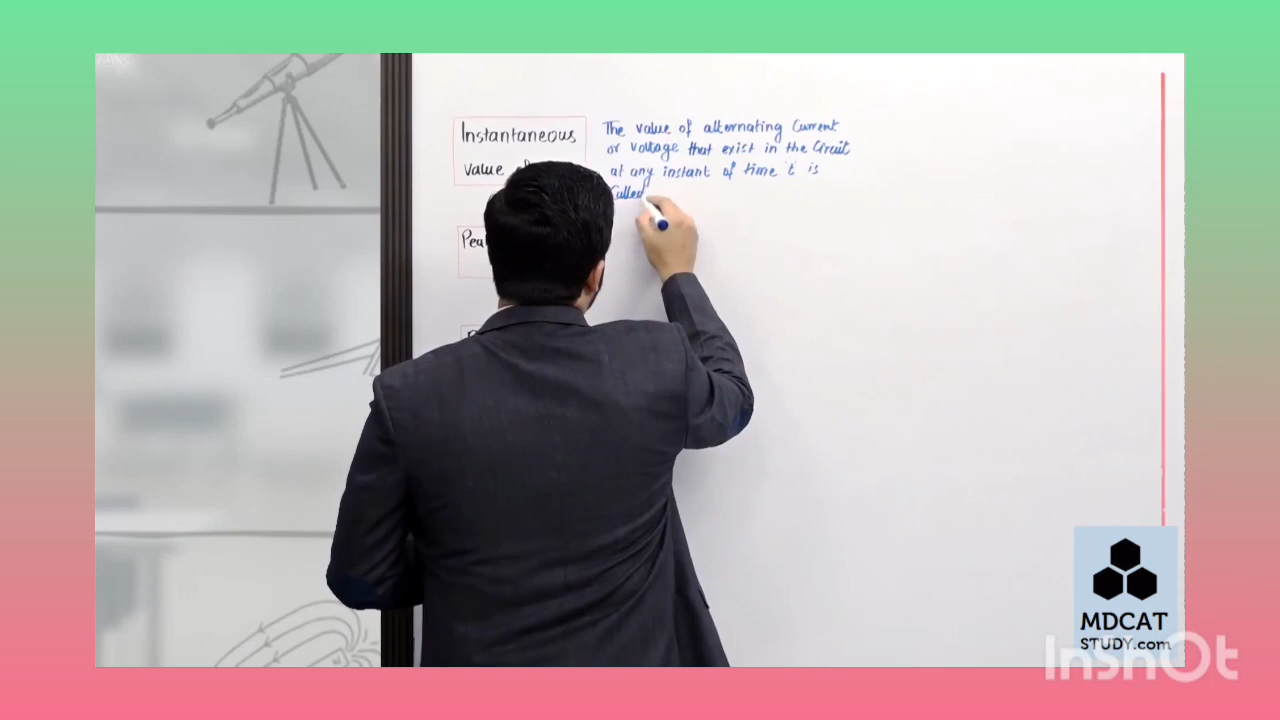 Instantaneous
value
The value of alternating Current
or voltage that exist in the Circuit
at any instant of time 't' is
Called
MDCAT
STUDY.com
InShOt